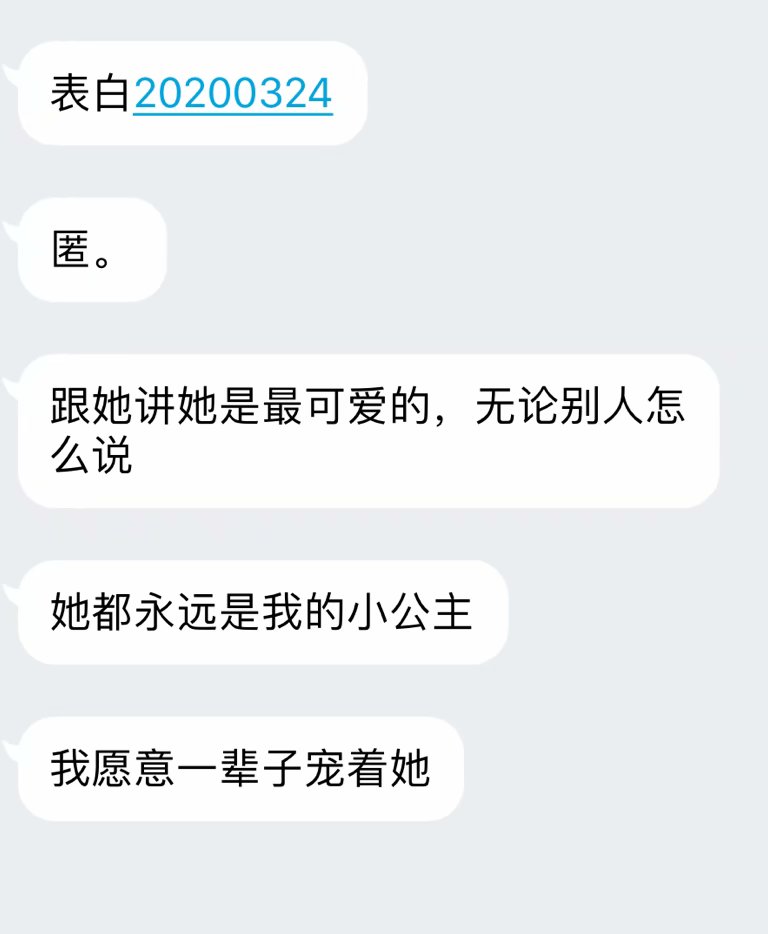 表白20200324
匿。
跟她讲她是最可爱的，无论别人怎
么说
她都永远是我的小公主
我愿意一辈子宠着她